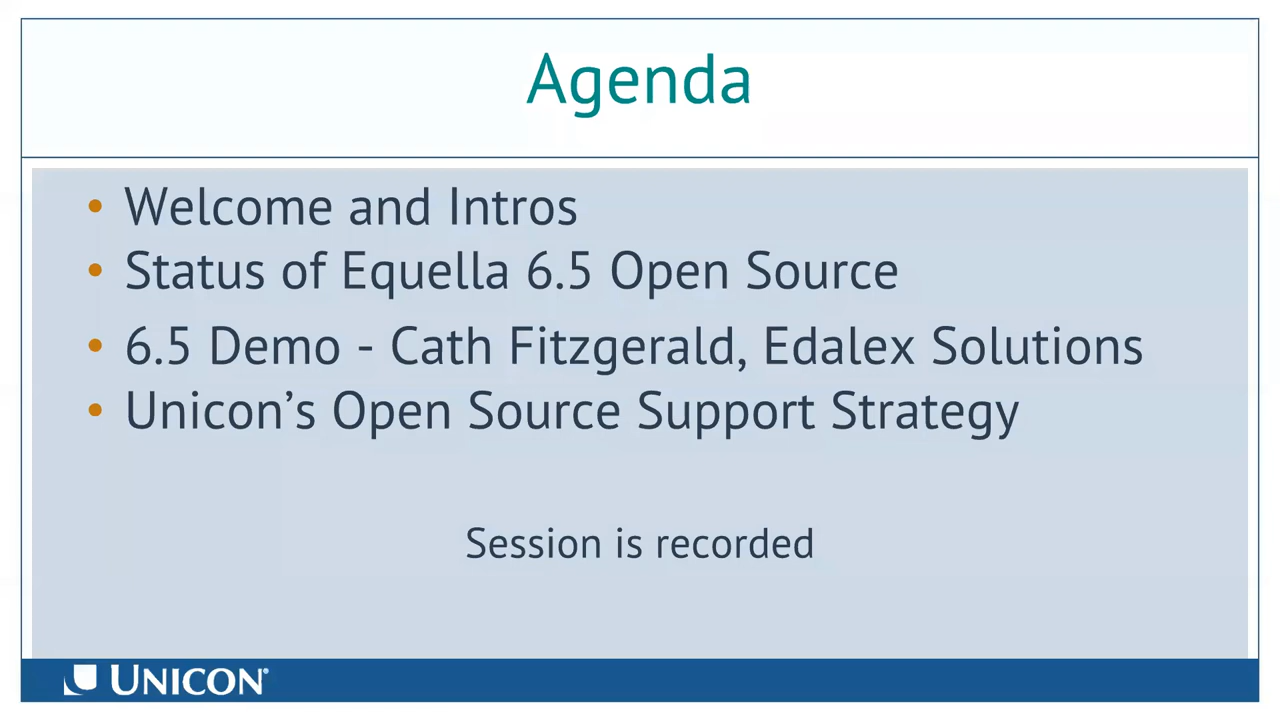 Agenda
• Welcome and Intros
• Status of Equella 6.5 Open Source
• 6.5 Demo - Cath Fitzgerald, Edalex Solutions
• Unicon’s Open Source Support Strategy
Session is recorded
UNICON®